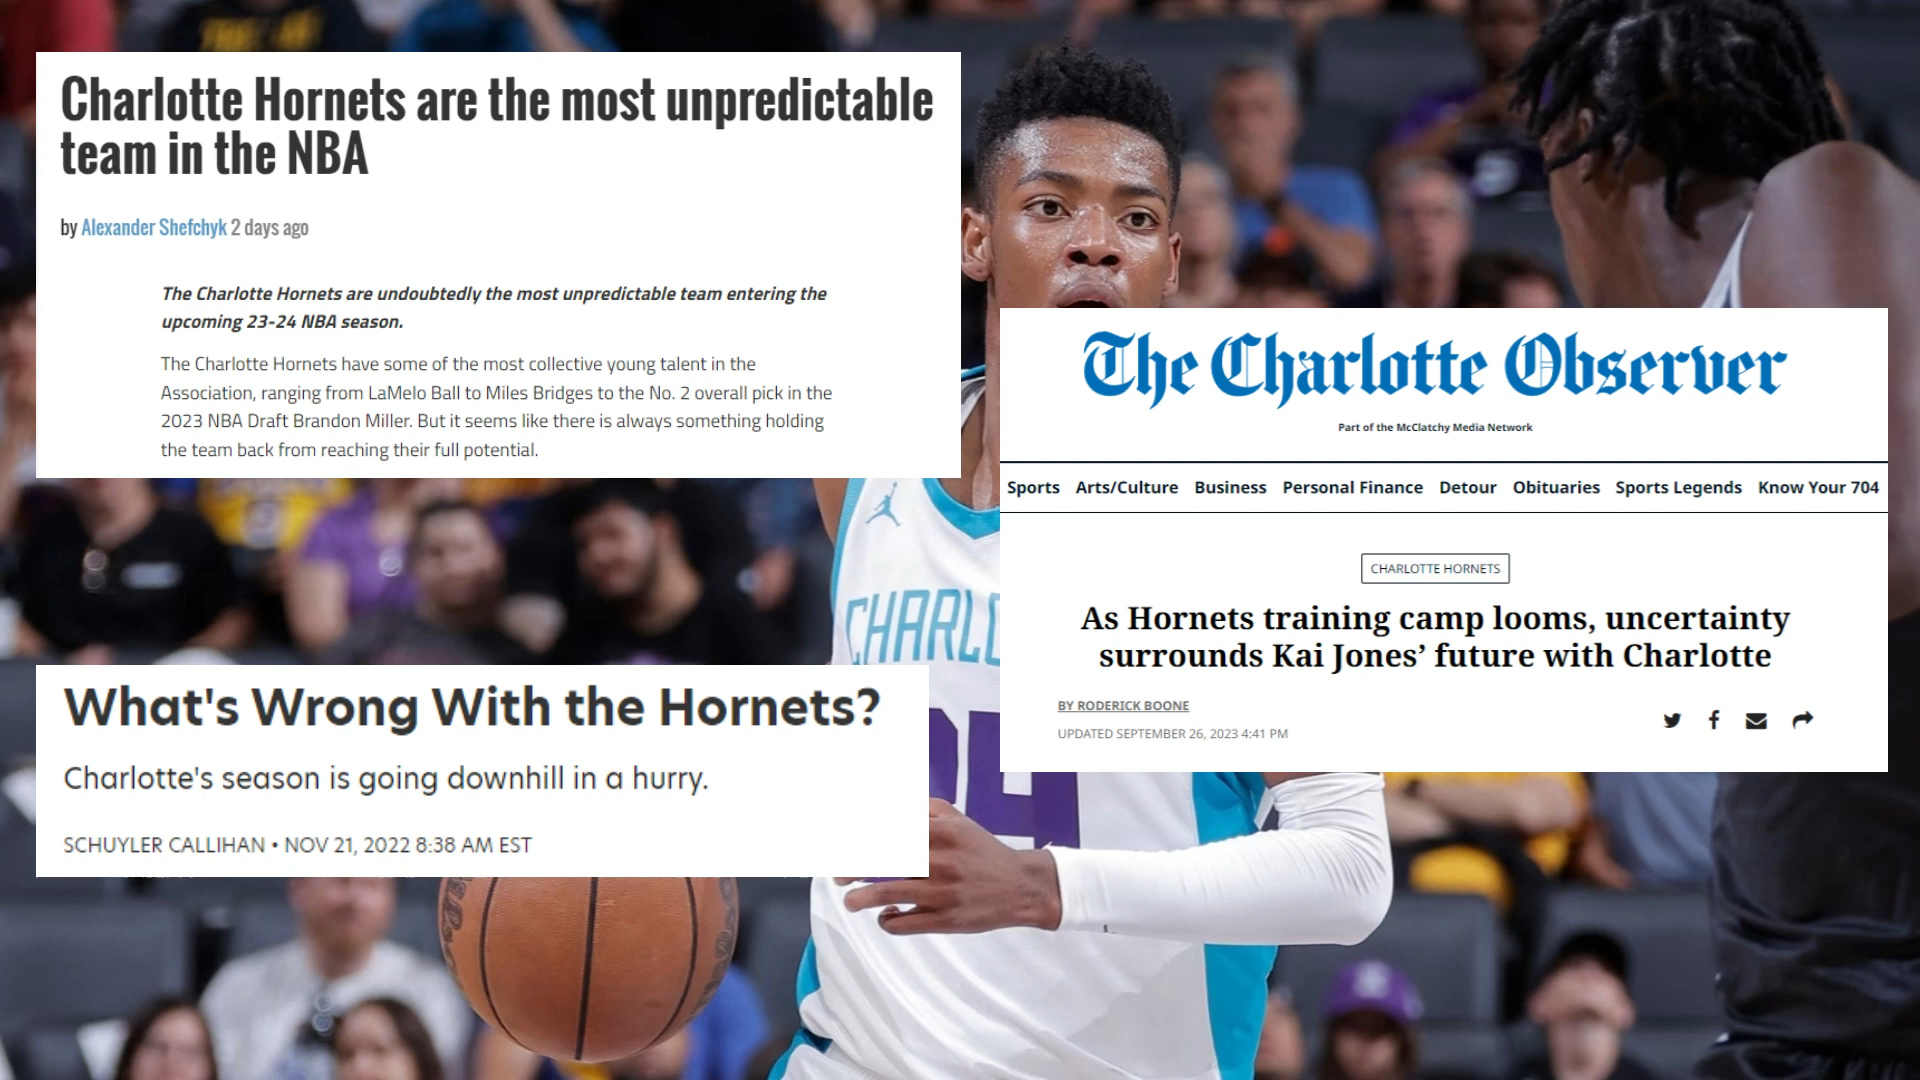 Charlotte Hornets are the most unpredictable
team in the NBA
by Alexander Shefchyk 2 days ago
The Charlotte Hornets are undoubtedly the most unpredictable team entering the
upcoming 23-24 NBA season.
The Charlotte Hornets have some of the most collective young talent in the
Association, ranging from LaMelo Ball to Miles Bridges to the No. 2 overall pick in the
2023 NBA Draft Brandon Miller. But it seems like there is always something holding
the team back from reaching their full potential.
The Charlotte Observer
Part of the McClatchy Media Network
Sports Arts/Culture Business Personal Finance Detour Obituaries Sports Legends Know Your 704
CHARLOTTE HORNETS
As Hornets training camp looms, uncertainty
surrounds Kai Jones’ future with Charlotte
BY RODERICK BOONE
UPDATED SEPTEMBER 26, 2023 4:41 PM
What's Wrong With the Hornets?
Charlotte's season is going downhill in a hurry.
SCHUYLER CALLIHAN • NOV 21, 2022 8:38 AM EST
CHARLO